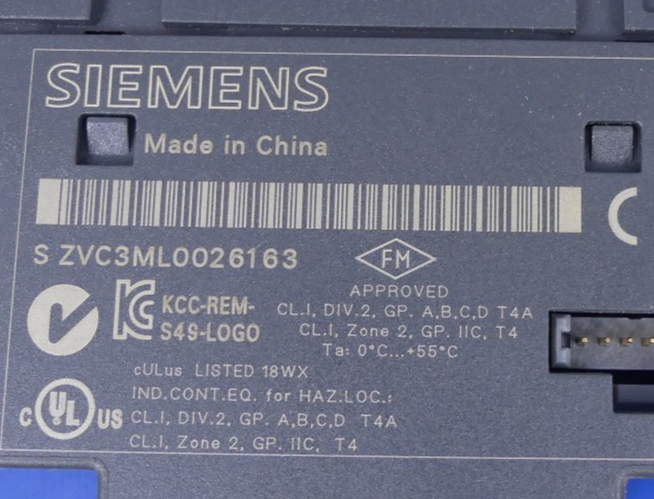 SIEMENS
Made in China
S ZVC3ML0026163
FM
APPROVED
KCC-REM-
S49-LOGO
CL.I, DIV.2, GP. A,B,C,D T4A
CL.I, Zone 2, GP. IIC, T4
Ta: 0°C...+55°C
cULus LISTED 18WX
IND.CONT.EQ. for HAZ.LOC.:
CL.I, DIV.2, GP. A,B,C,D T4A
CL.I, Zone 2, GP. IIC, T4
C UL US